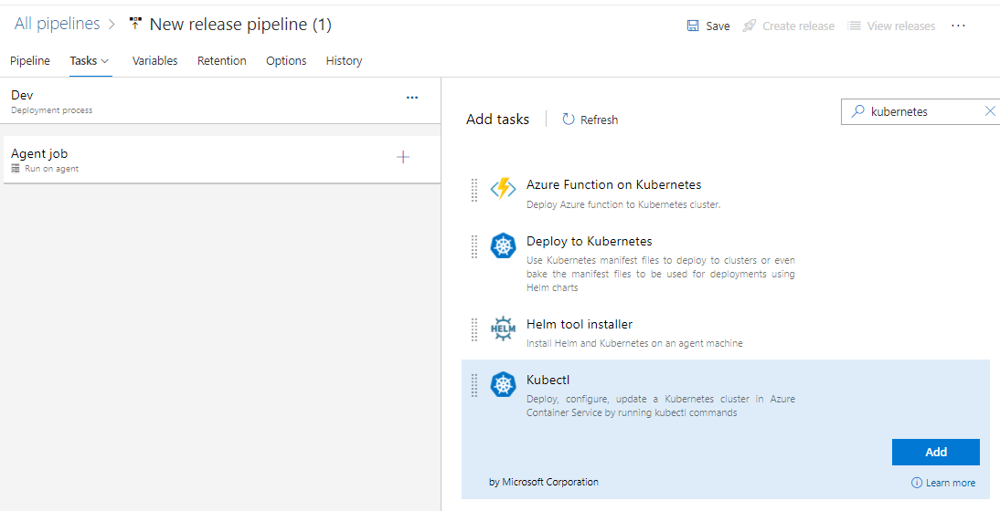 All pipelines > New release pipeline (1)
Save Create release View releases ...
Pipeline Tasks Variables Retention Options History
Dev
Deployment process
Agent job
Run on agent
Add tasks Refresh
kubernetes
Azure Function on Kubernetes
Deploy Azure function to Kubernetes cluster.
Deploy to Kubernetes
Use Kubernetes manifest files to deploy to clusters or even
bake the manifest files to be used for deployments using
Helm charts
HELM
Helm tool installer
Install Helm and Kubernetes on an agent machine
Kubectl
Deploy, configure, update a Kubernetes cluster in Azure
Container Service by running kubectl commands
Add
by Microsoft Corporation
Learn more